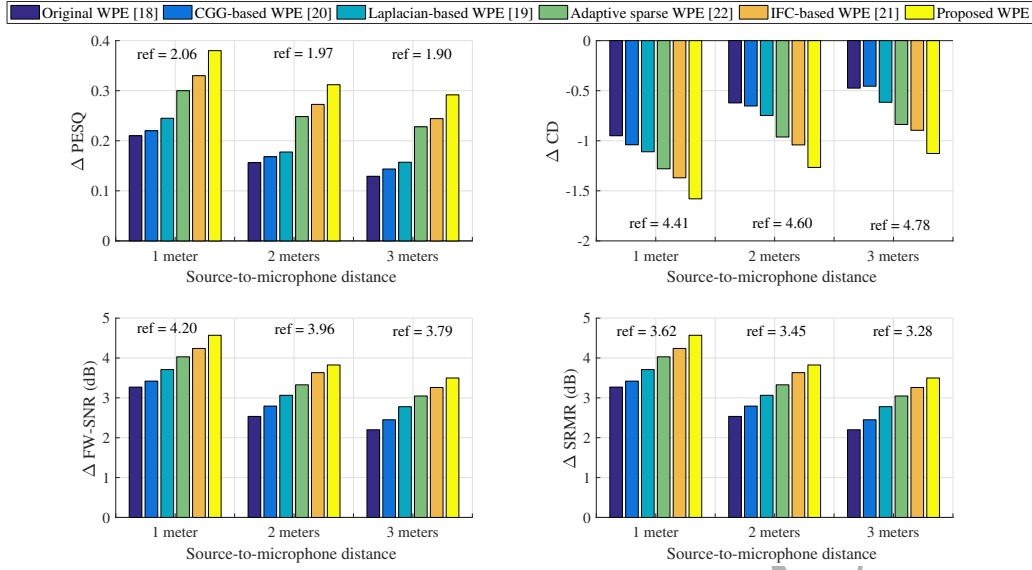 Original WPE [18] CGG-based WPE [20] Laplacian-based WPE [19] Adaptive sparse WPE [22] IFC-based WPE [21] Proposed WPE
0.4
0.3
0.2
0.1
0
Δ PESQ
ref = 2.06
ref = 1.97
ref = 1.90
1 meter 2 meters 3 meters
Source-to-microphone distance
0
-0.5
-1
-1.5
-2
Δ CD
ref = 4.41
ref = 4.60
ref = 4.78
1 meter 2 meters 3 meters
Source-to-microphone distance
5
4
3
2
1
0
Δ FW-SNR (dB)
ref = 4.20
ref = 3.96
ref = 3.79
1 meter 2 meters 3 meters
Source-to-microphone distance
5
4
3
2
1
0
Δ SRMR (dB)
ref = 3.62
ref = 3.45
ref = 3.28
1 meter 2 meters 3 meters
Source-to-microphone distance